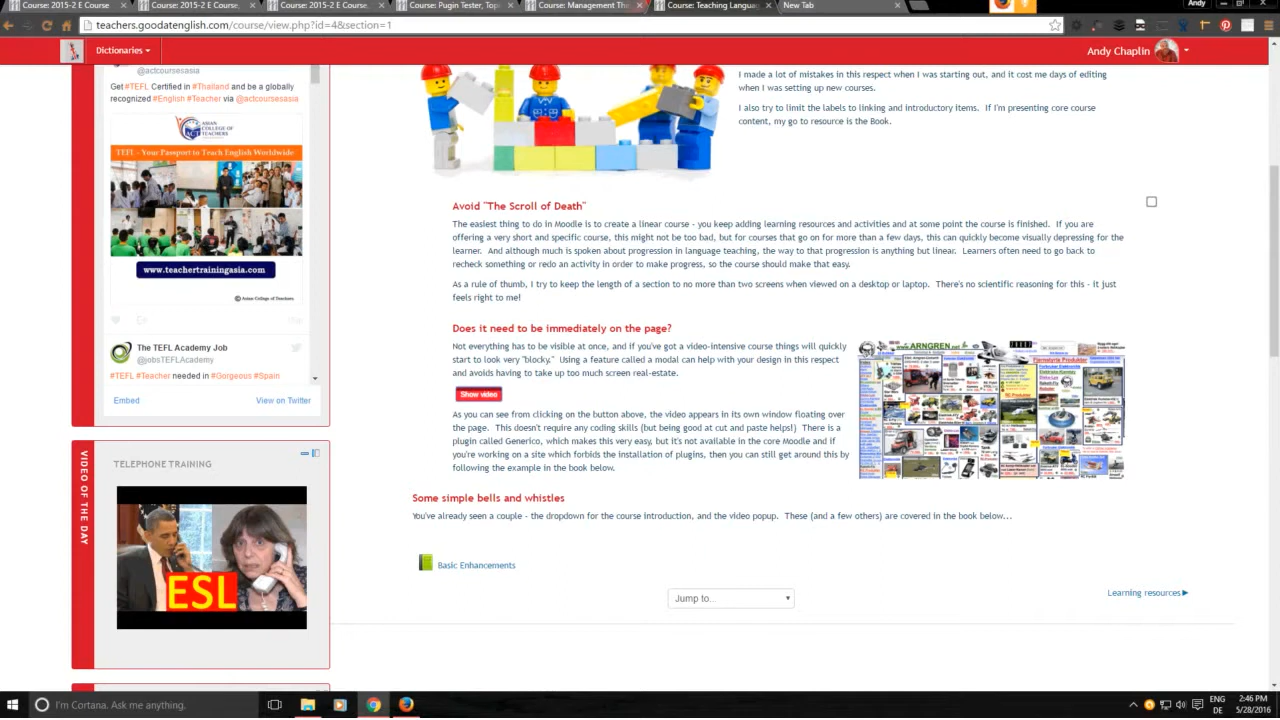 Course: 2015-2 E Course
Course: 2015-2 E Course
Course: 2015-2 E Course.
Course: Plugin Tester, Top
Course: Management The
Course: Teaching Langua
New Tab
Andy
teachers.goodatenglish.com/course/view.php?id=4&section=1
Dictionaries
Andy Chaplin
@actcoursesasia
Get #TEFL Certified in #Thailand and be a globally
recognized #English #Teacher via @actcoursesasia
ASIAN
COLLEGE OF
TEACHERS
TEFL - Your Passport to Teach English Worldwide
www.teachertrainingasia.com
© Asian College of Teachers.
The TEFL Academy Job
@jobsTEFLAcademy
#TEFL #Teacher needed in #Gorgeous #Spain
Embed
View on Twitter
VIDEO OF THE DAY
TELEPHONE TRAINING
ESL
I made a lot of mistakes in this respect when I was starting out, and it cost me days of editing
when I was setting up new courses.
I also try to limit the labels to linking and introductory items. If I'm presenting core course
content, my go to resource is the Book.
Avoid "The Scroll of Death"
The easiest thing to do in Moodle is to create a linear course - you keep adding learning resources and activities and at some point the course is finished. If you are
offering a very short and specific course, this might not be too bad, but for courses that go on for more than a few days, this can quickly become visually depressing for the
learner. And although much is spoken about progression in language teaching, the way to that progression is anything but linear. Learners often need to go back to
recheck something or redo an activity in order to make progress, so the course should make that easy.
As a rule of thumb, I try to keep the length of a section to no more than two screens when viewed on a desktop or laptop. There's no scientific reasoning for this - it just
feels right to me!
Does it need to be immediately on the page?
Not everything has to be visible at once, and if you've got a video-intensive course things will quickly
start to look very "blocky." Using a feature called a modal can help with your design in this respect
and avoids having to take up too much screen real-estate.
Show video
As you can see from clicking on the button above, the video appears in its own window floating over
the page. This doesn't require any coding skills (but being good at cut and paste helps!) There is a
plugin called Generico, which makes this very easy, but it's not available in the core Moodle and if
you're working on a site which forbids the installation of plugins, then you can still get around this by
following the example in the book below.
www.ARNGREN.net
Some simple bells and whistles
You've already seen a couple - the dropdown for the course introduction, and the video popup. These (and a few others) are covered in the book below...
Basic Enhancements
Jump to...
Learning resources
I'm Cortana. Ask me anything.
ENG
DE
2:46 PM
5/28/2016